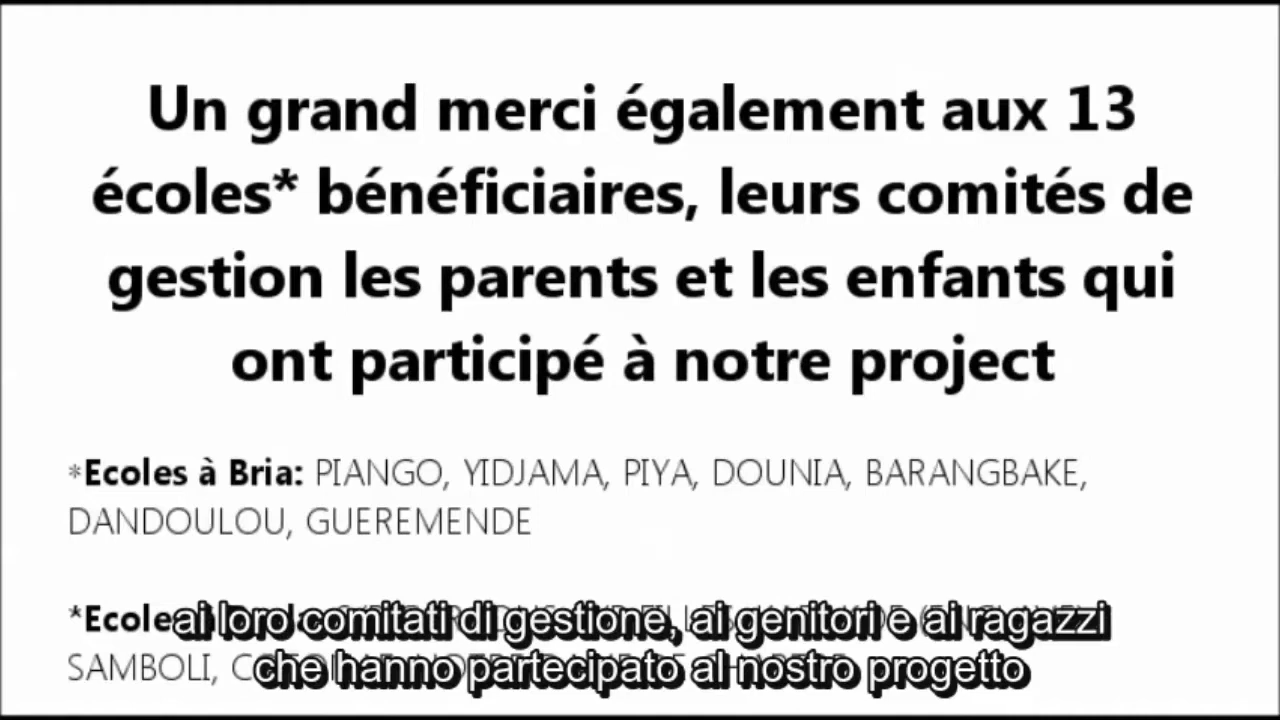 Un grand merci également aux 13
écoles* bénéficiaires, leurs comités de
gestion les parents et les enfants qui
ont participé à notre project
*Ecoles à Bria: PIANGO, YIDJAMA, PIYA, DOUNIA, BARANGBAKE,
DANDOULOU, GUEREMENDE
SAMBOLI,
ai loro comitati di gestione, ai genitori e ai ragazzi
che hanno partecipato al nostro progetto